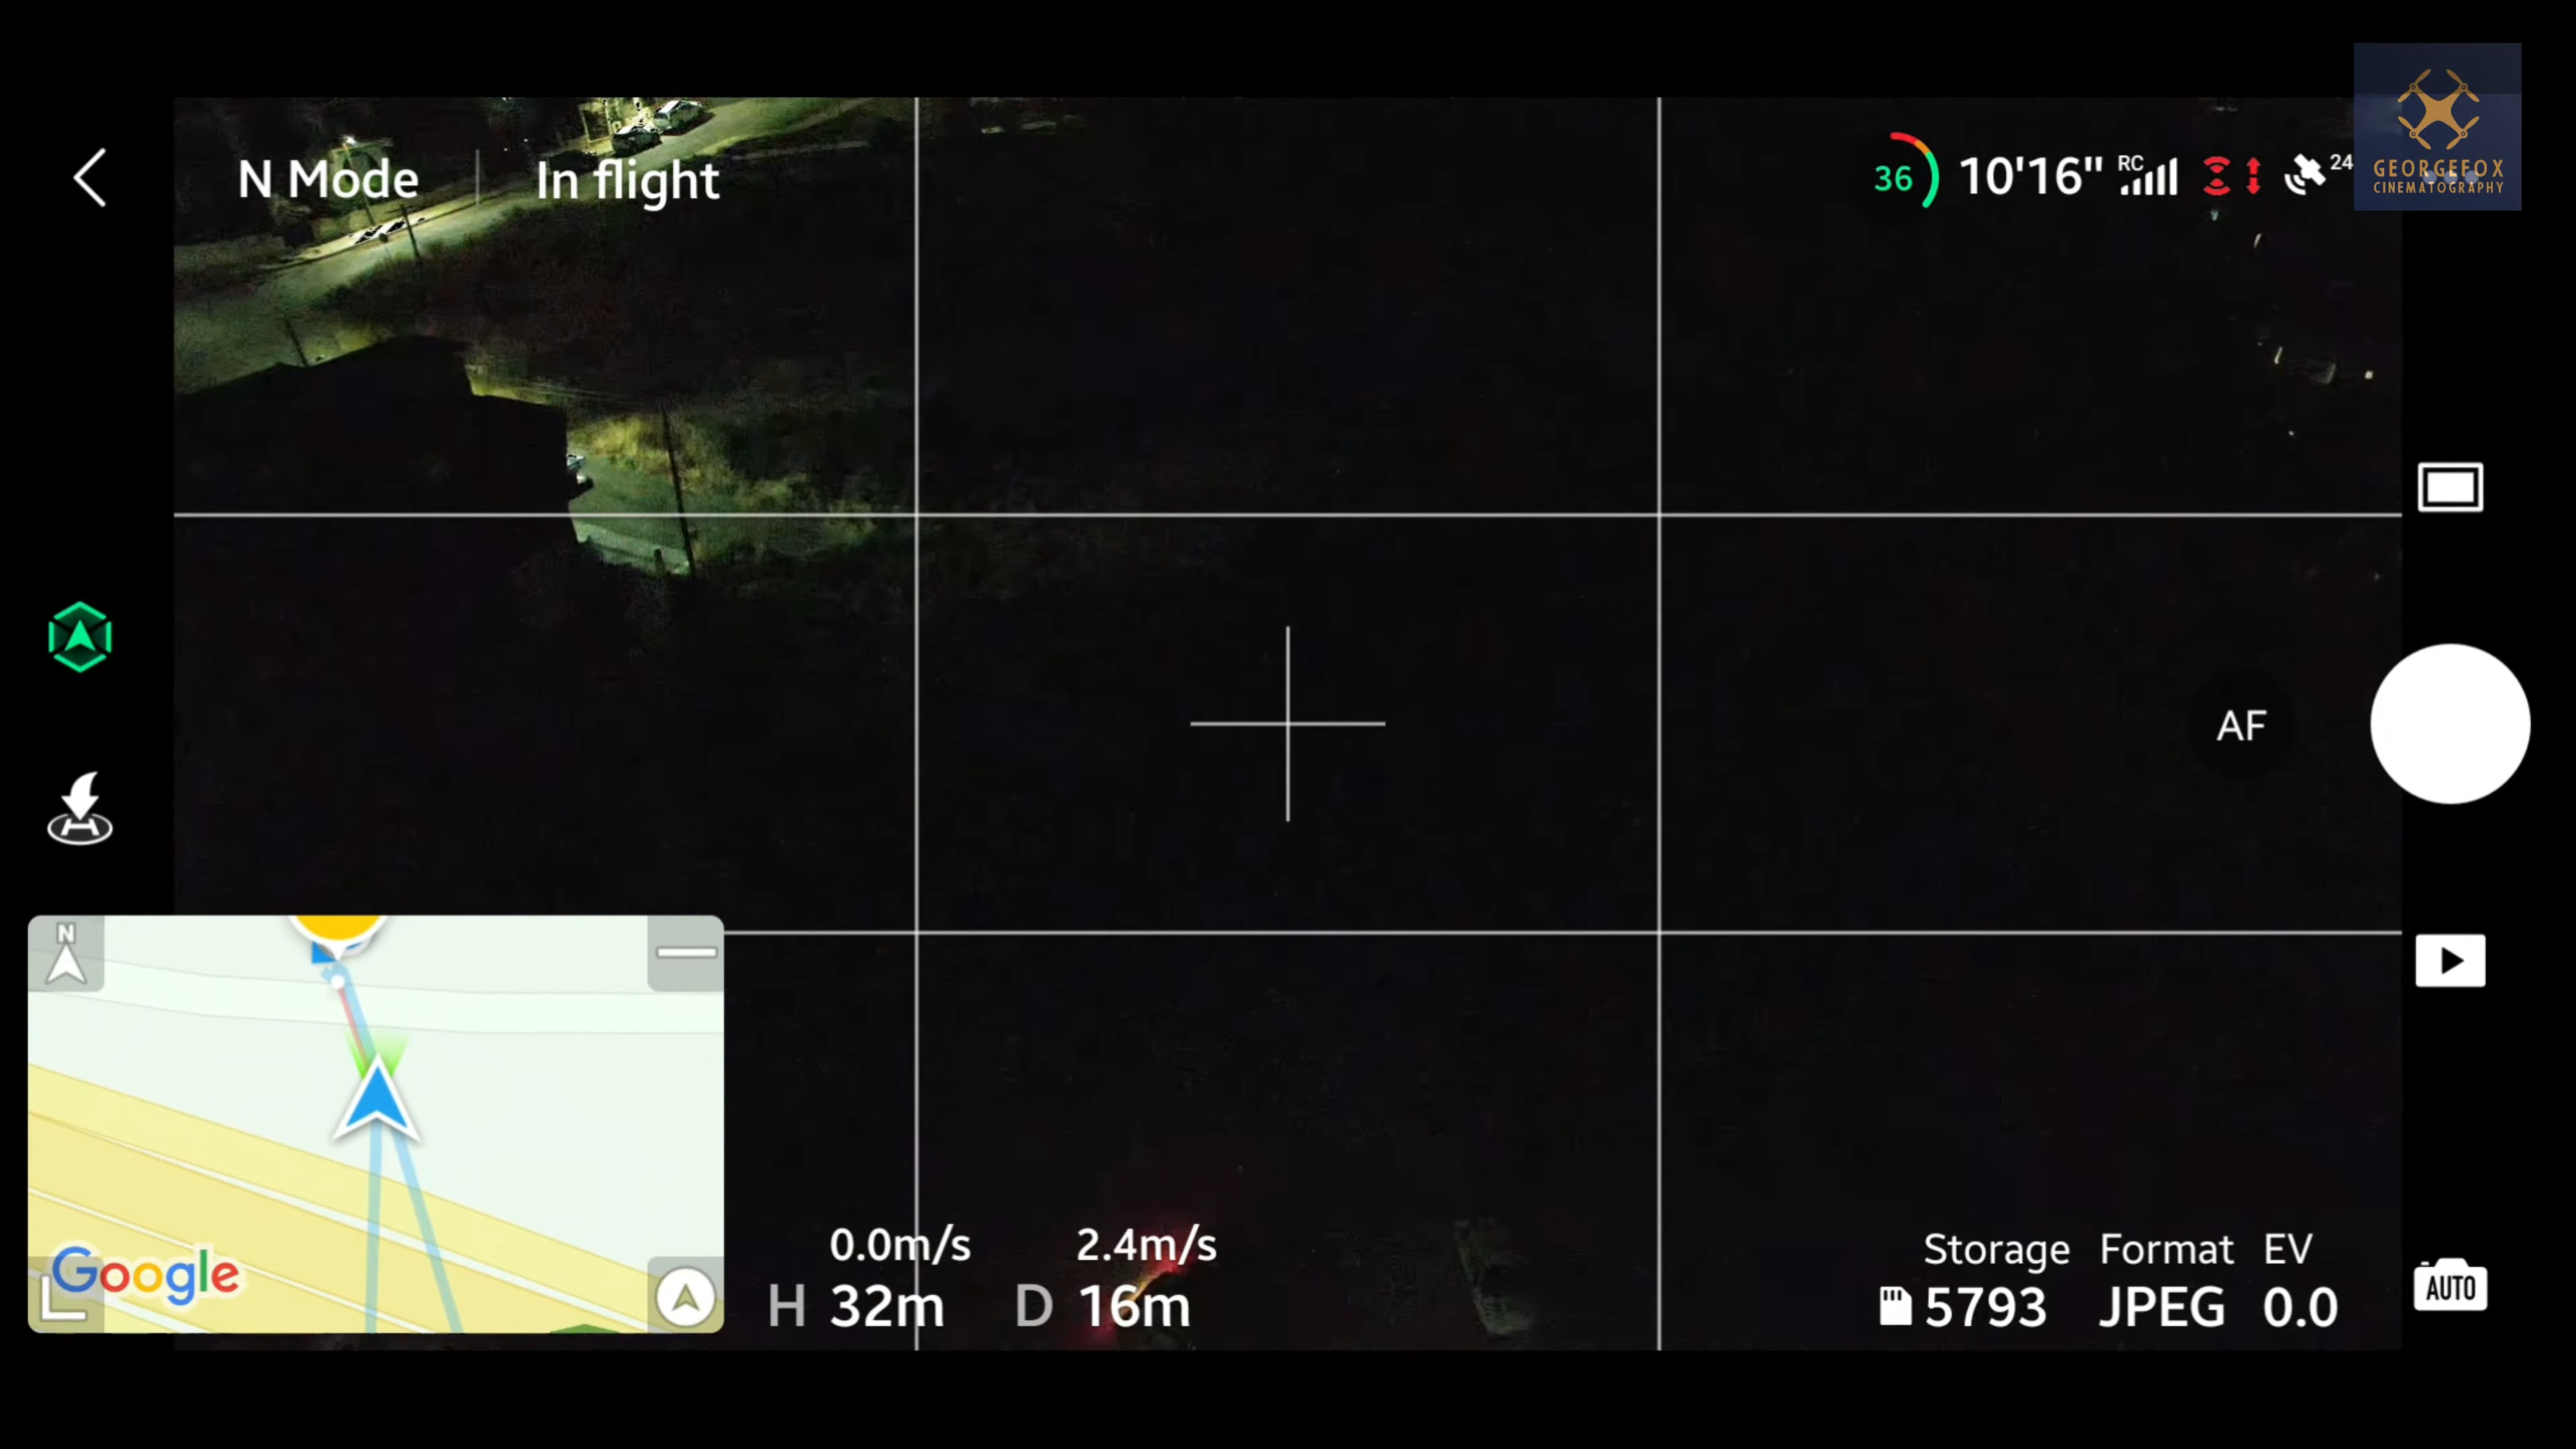 N Mode
In flight
36
10'16"
RC
24
GEORGEFOX
CINEMATOGRAPHY
AF
N
Google
0.0m/s
2.4m/s
H 32m
D 16m
Storage Format EV
5793 JPEG 0.0
AUTO